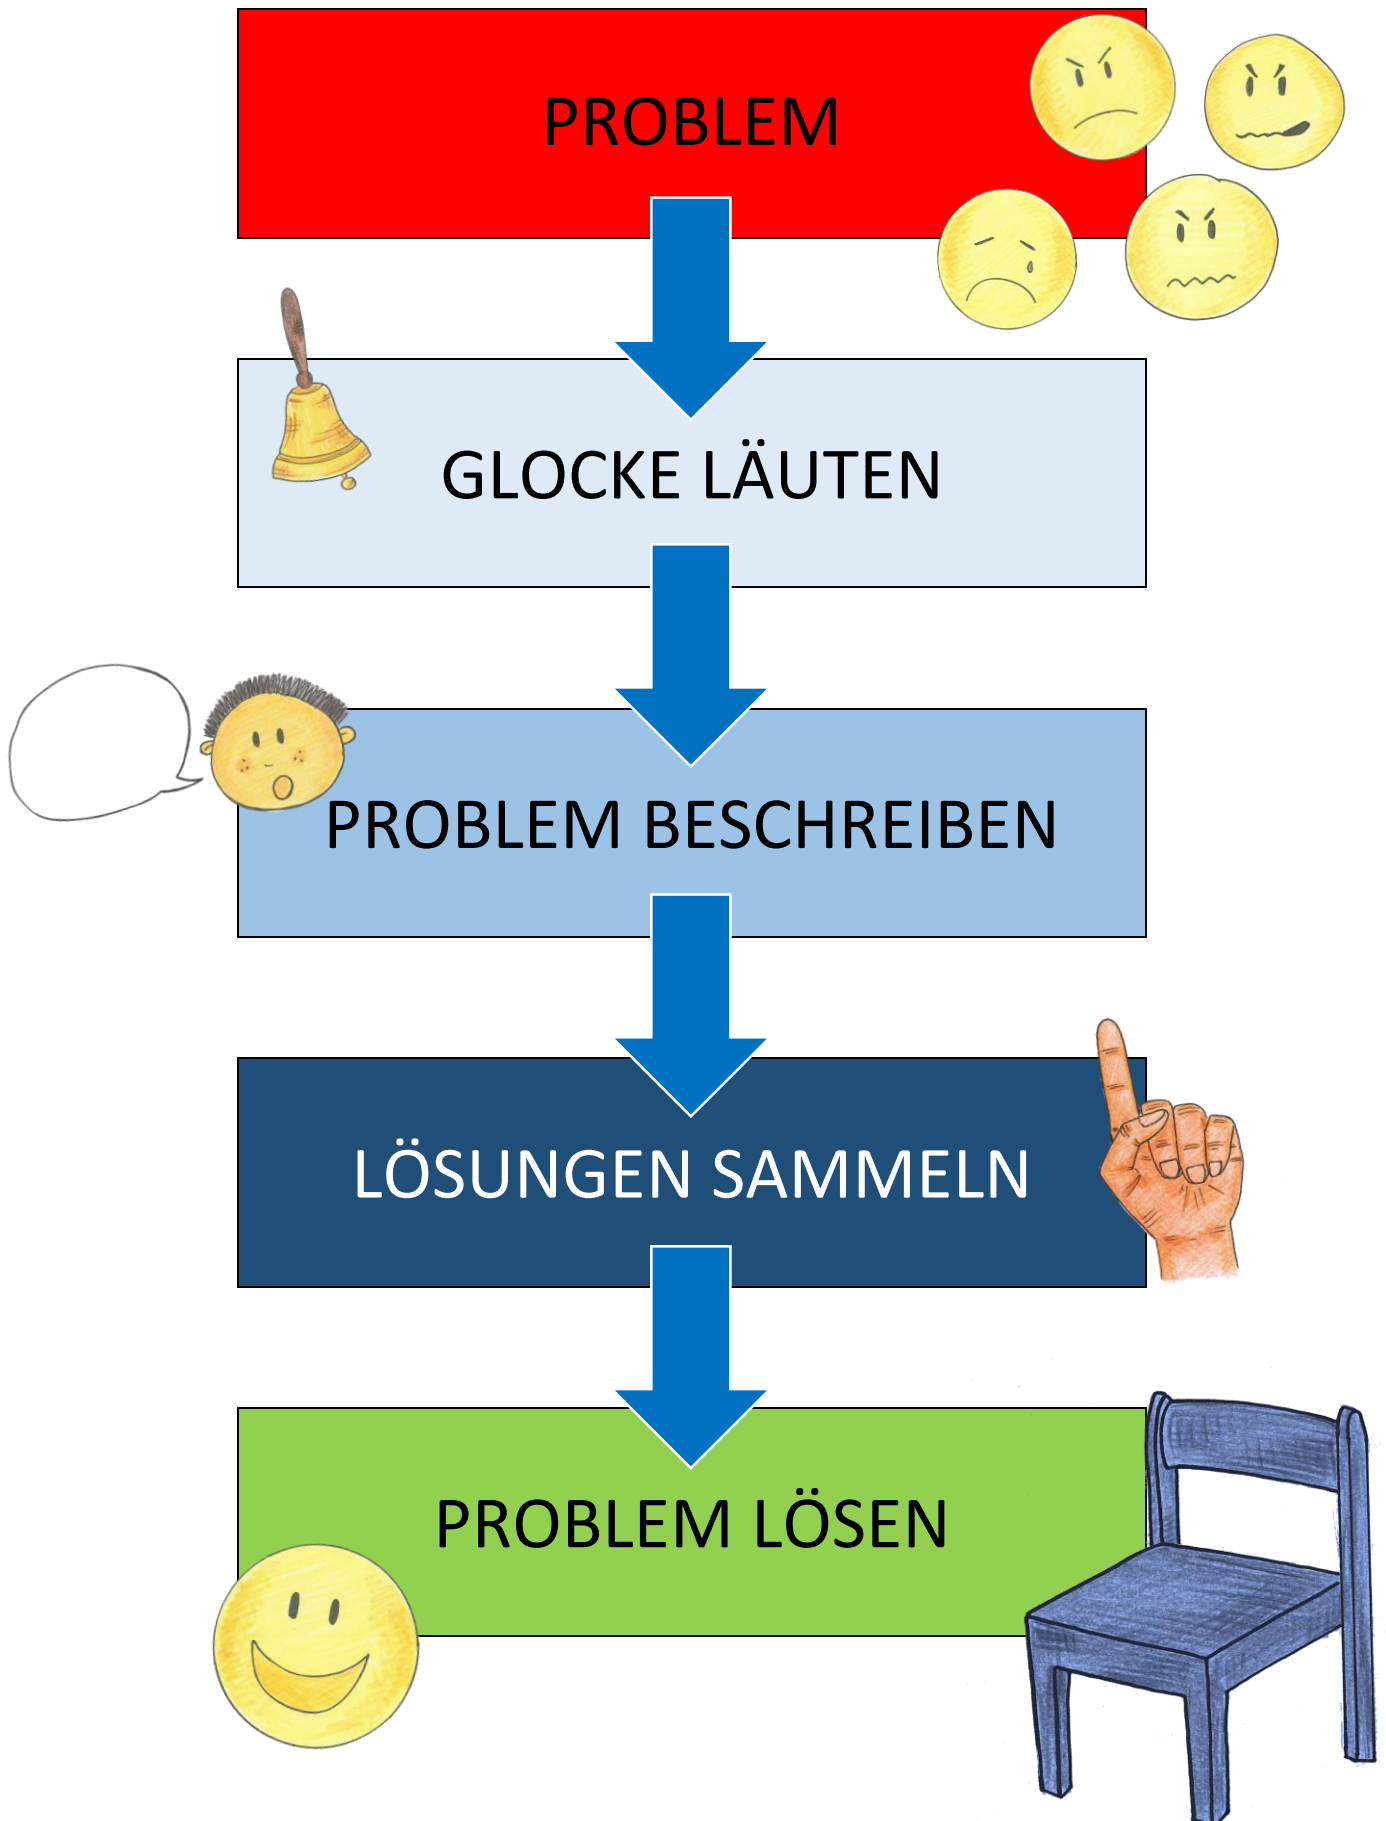 PROBLEM
GLOCKE LÄUTEN
PROBLEM BESCHREIBEN
LÖSUNGEN SAMMELN
PROBLEM LÖSEN